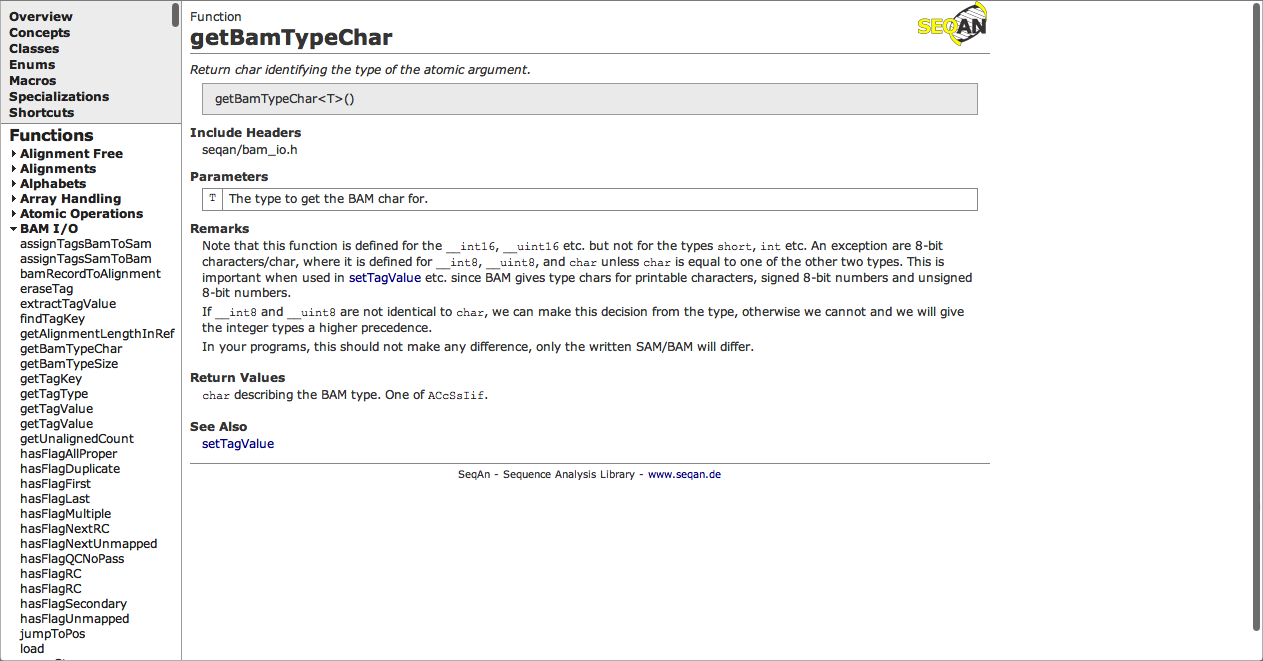 Overview
Concepts
Classes
Enums
Macros
Specializations
Shortcuts
Functions
Alignment Free
Alignments
Alphabets
Array Handling
Atomic Operations
BAM I/O
assignTagsBamToSam
assignTagsSamToBam
bamRecordToAlignment
eraseTag
extractTagValue
findTagKey
getAlignmentLengthInRef
getBamTypeChar
getBamTypeSize
getTagKey
getTagType
getTagValue
getTagValue
getUnalignedCount
hasFlagAllProper
hasFlagDuplicate
hasFlagFirst
hasFlagLast
hasFlagMultiple
hasFlagNextRC
hasFlagNextUnmapped
hasFlagQCNoPass
hasFlagRC
hasFlagRC
hasFlagSecondary
hasFlagUnmapped
jumpToPos
load
Function
SEQAN
getBamTypeChar
Return char identifying the type of the atomic argument.
getBamTypeChar<T>()
Include Headers
seqan/bam_io.h
Parameters
T The type to get the BAM char for.
Remarks
Note that this function is defined for the __int16, __uint16 etc. but not for the types short, int etc. An exception are 8-bit
characters/char, where it is defined for __int8, __uint8, and char unless char is equal to one of the other two types. This is
important when used in setTagValue etc. since BAM gives type chars for printable characters, signed 8-bit numbers and unsigned
8-bit numbers.
If __int8 and __uint8 are not identical to char, we can make this decision from the type, otherwise we cannot and we will give
the integer types a higher precedence.
In your programs, this should not make any difference, only the written SAM/BAM will differ.
Return Values
char describing the BAM type. One of ACcSsIif.
See Also
setTagValue
SeqAn - Sequence Analysis Library - www.seqan.de